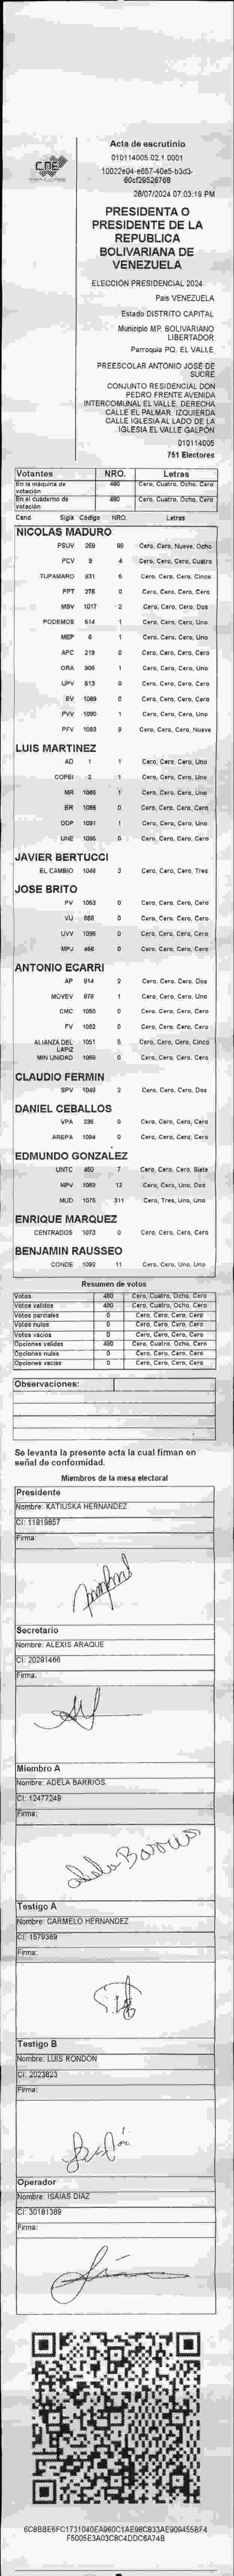 CNE
Acta de escrutinio
010114005.02.1.0001
10022e04-e657-40e5-b3d3-
60cf29526768
28/07/2024 07:03:19 PM
PRESIDENTA O
PRESIDENTE DE LA
REPUBLICA
BOLIVARIANA DE
VENEZUELA
ELECCIÓN PRESIDENCIAL 2024
País VENEZUELA
Estado DISTRITO CAPITAL
Municipio MP. BOLIVARIANO
LIBERTADOR
Parroquia PQ. EL VALLE
PREESCOLAR ANTONIO JOSÉ DE
SUCRE
CONJUNTO RESIDENCIAL DON
PEDRO FRENTE AVENIDA
INTERCOMUNAL EL VALLE. DERECHA
CALLE EL PALMAR. IZQUIERDA
CALLE IGLESIA AL LADO DE LA
IGLESIA EL VALLE GALPÓN
010114005
751 Electores
Votantes NRO. Letras
En la máquina de votación 480 Cero, Cuatro, Ocho, Cero
En el cuaderno de votación 480 Cero, Cuatro, Ocho, Cero
Cand Sigla Código NRO. Letras
NICOLAS MADURO
PSUV 269 98 Cero, Cero, Nueve, Ocho
PCV 9 4 Cero, Cero, Cero, Cuatro
TUPAMARO 931 Cero, Cero, Cero, Cinco
PPT 276 0 Cero, Cero, Cero, Cero
MSV 1017 2 Cero, Cero, Cero, Dos
PODEMOS 514 1 Cero, Cero, Cero, Uno
MEP 6 1 Cero, Cero, Cero, Uno
APC 219 0 Cero, Cero, Cero, Cero
ORA 906 1 Cero, Cero, Cero, Uno
UPV 613 0 Cero, Cero, Cero, Cero
EV 1089 0 Cero, Cero, Cero, Cero
PVV 1090 1 Cero, Cero, Cero, Uno
PFV 1093 9 Cero, Cero, Cero, Nueve
LUIS MARTINEZ
AD 1 1 Cero, Cero, Cero, Uno
COPEI 2 1 Cero, Cero, Cero, Uno
MR 1065 1 Cero, Cero, Cero, Uno
BR 1066 0 Cero, Cero, Cero, Cero
DDP 1091 1 Cero, Cero, Cero, Uno
UNE 1096 0 Cero, Cero, Cero, Cero
JAVIER BERTUCCI
EL CAMBIO 1048 3 Cero, Cero, Cero, Tres
JOSE BRITO
PV 1053 0 Cero, Cero, Cero, Cero
VU 868 0 Cero, Cero, Cero, Cero
UVV 0 Cero, Cero, Cero, Cero
MPJ 458 0 Cero, Cero, Cero, Cero
ANTONIO ECARRI
AP 914 2 Cero, Cero, Cero, Dos
MOVEV 878 1 Cero, Cero, Cero, Uno
CMC 1050 0 Cero, Cero, Cero, Cero
FV 1052 0 Cero, Cero, Cero, Cero
ALIANZA DEL LAPIZ 1051 5 Cero, Cero, Cero, Cinco
MIN UNIDAD 1068 0 Cero, Cero, Cero, Cero
CLAUDIO FERMIN
SPV 1049 2 Cero, Cero, Cero, Dos
DANIEL CEBALLOS
VPA 236 0 Cero, Cero, Cero, Cero
AREPA 1094 0 Cero, Cero, Cero, Cero
EDMUNDO GONZALEZ
UNTC 460 7 Cero, Cero, Cero, Siete
MPV 1069 12 Cero, Cero, Uno, Dos
MUD 1075 311 Cero, Tres, Uno, Uno
ENRIQUE MARQUEZ
CENTRADOS 1073 0 Cero, Cero, Cero, Cero
BENJAMIN RAUSSEO
CONDE 1092 11 Cero, Cero, Uno, Uno
Resumen de votos
Votos 480 Cero, Cuatro, Ocho, Cero
Votos validos 480 Cero, Cuatro, Ocho, Cero
Votos parciales 0 Cero, Cero, Cero, Cero
Votos nulos 0 Cero, Cero, Cero, Cero
Votos vacíos 0 Cero, Cero, Cero, Cero
Opciones validas 480 Cero, Cuatro, Ocho, Cero
Opciones nulas 0 Cero, Cero, Cero, Cero
Opciones vacias 0 Cero, Cero, Cero, Cero
Observaciones:
Se levanta la presente acta la cual firman en
señal de conformidad.
Miembros de la mesa electoral
Presidente
Nombre: KATIUSKA HERNANDEZ
CI: 11919857
Firma:
Secretario
Nombre: ALEXIS ARAQUE
CI: 20291466
Firma:
Miembro A
Nombre: ADELA BARRIOS
CI: 12477249
Firma:
Adela Barrios
Testigo A
Nombre: CARMELO HERNANDEZ
CI: 1579369
Firma:
Testigo B
Nombre: LUIS RONDON
CI: 2023823
Firma:
Operador
Nombre: ISAIAS DIAZ
CI: 30181389
Firma:
6C8BBE6FC1731040EA960C1AE98C833AE909455BF4
F5005E3A03C8C4DDC6A74B